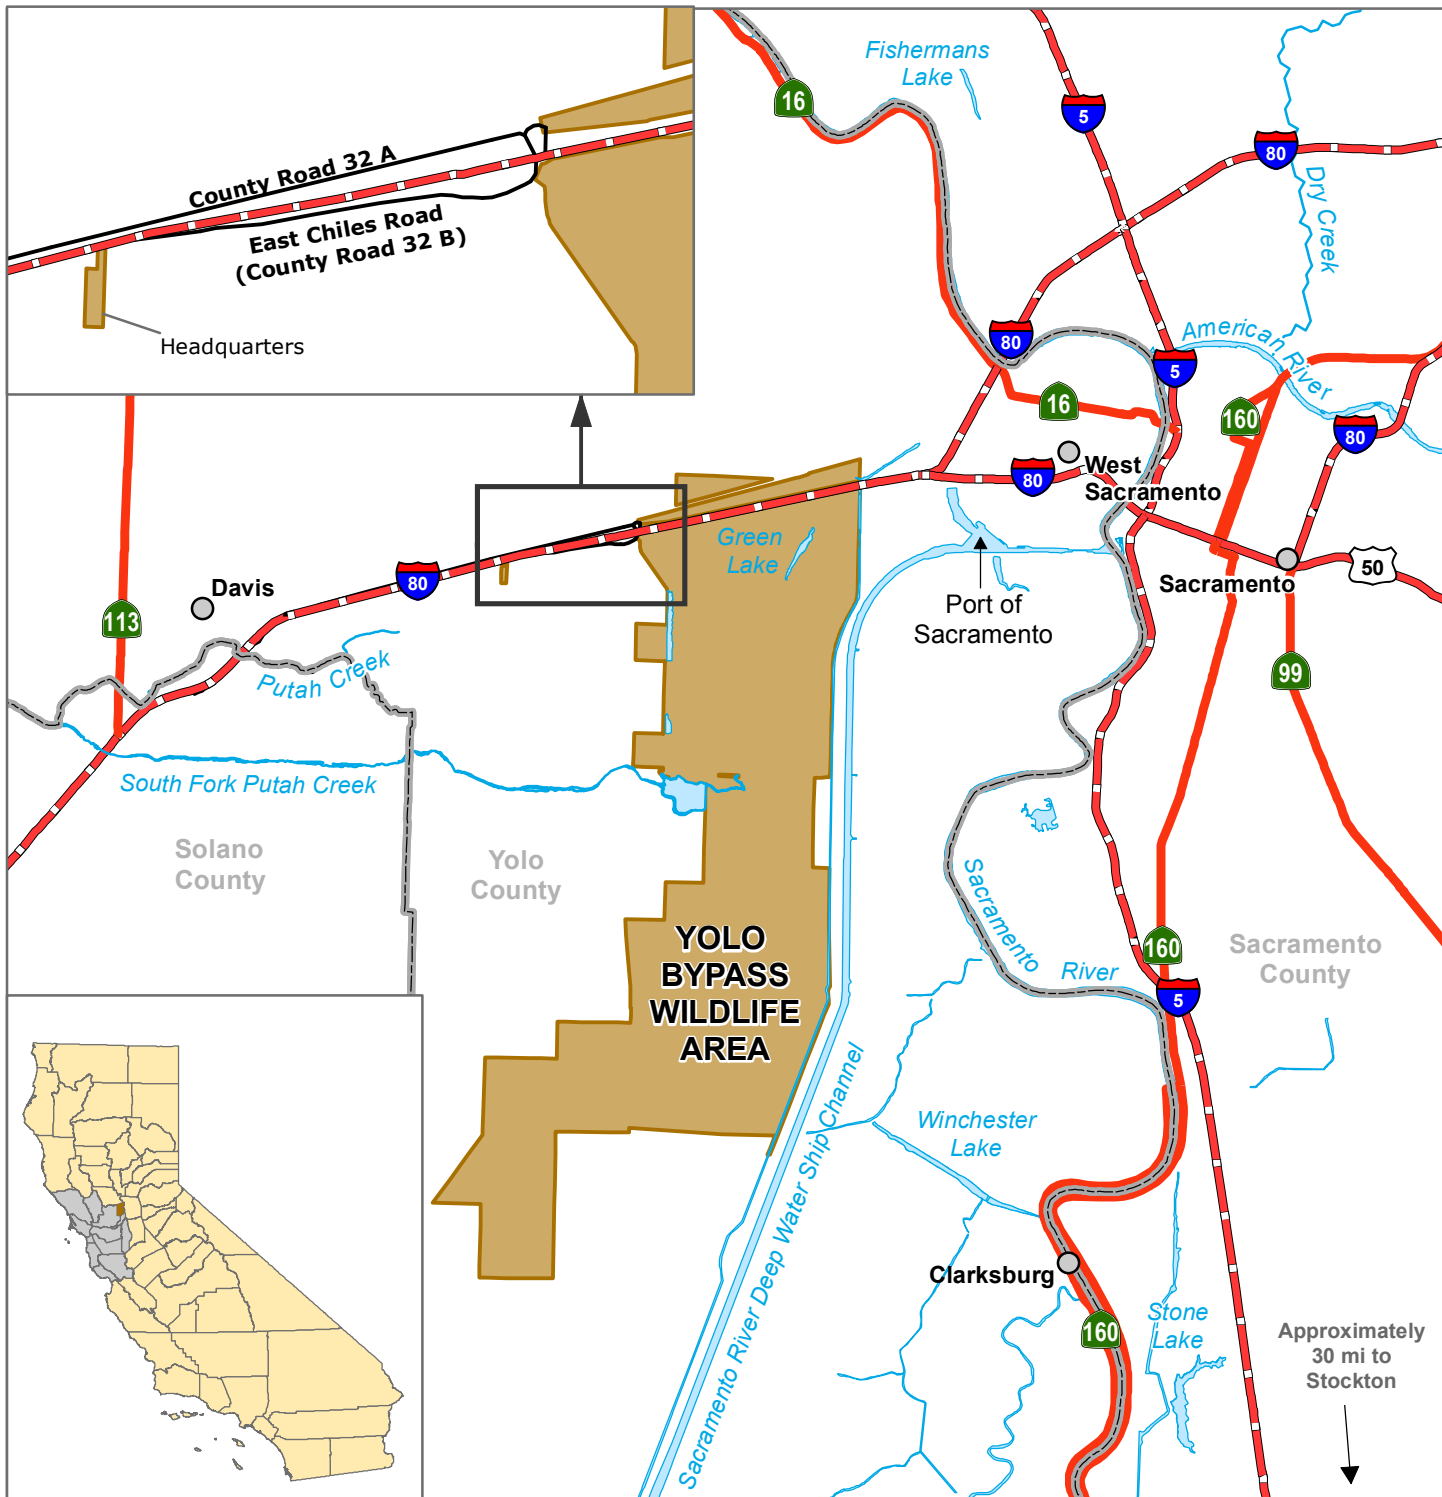 County Road 32 A
East Chiles Road
(County Road 32 B)
Headquarters
Fishermans
Lake
16
5
80
Dry Creek
80
5
American River
16
160
80
West
Sacramento
80
Green
Lake
Port of
Sacramento
Sacramento
50
Davis
80
113
Putah Creek
99
South Fork Putah Creek
Solano
County
Yolo
County
YOLO
BYPASS
WILDLIFE
AREA
Sacramento River
160
5
Sacramento
County
Sacramento River Deep Water Ship Channel
Winchester
Lake
Clarksburg
160
Stone
Lake
Approximately
30 mi to
Stockton